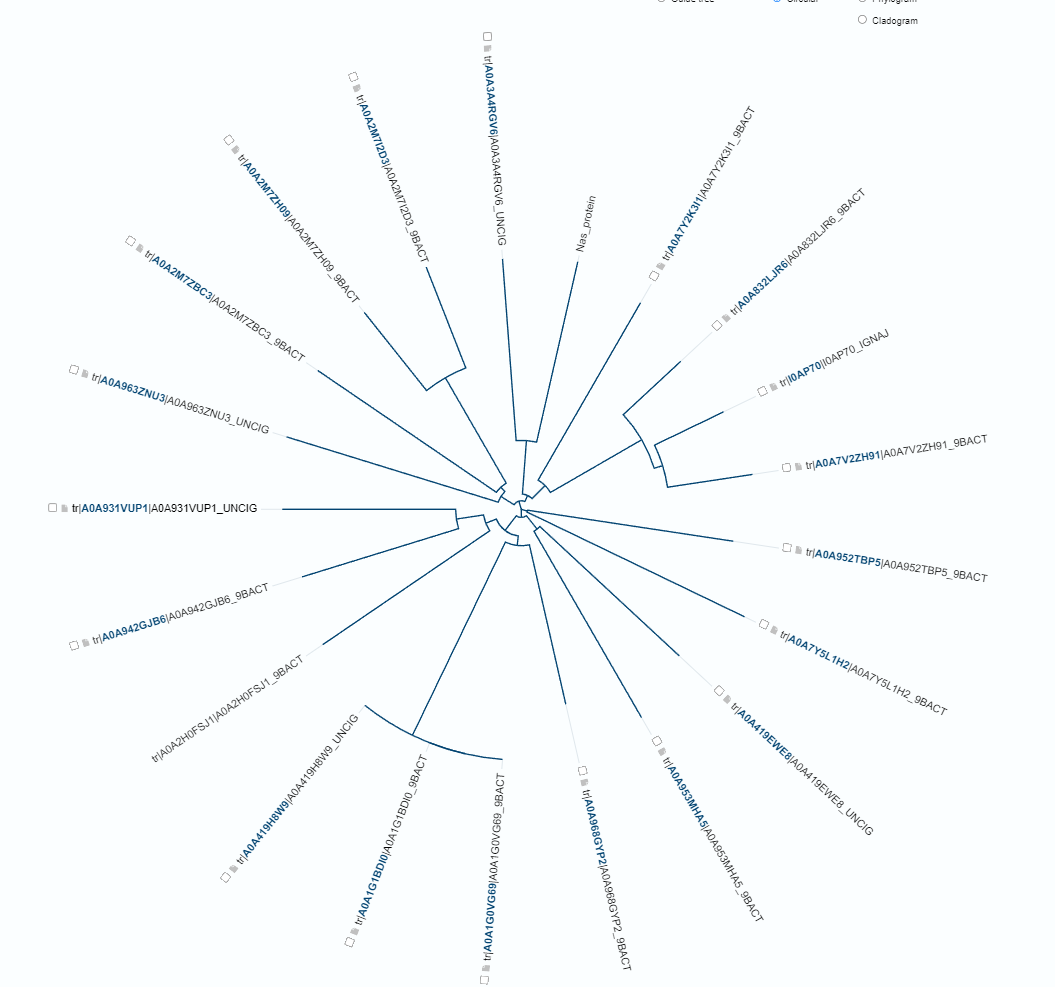 Guide tree
Circular
Phylogram
Cladogram
tr|A0A3A4RGV6|A0A3A4RGV6_UNCIG
Nas_protein
tr|A0A7Y2K3I1|A0A7Y2K3I1_9BACT
tr|A0A832LJR6|A0A832LJR6_9BACT
tr|I0AP70|I0AP70_IGNAJ
tr|A0A7V2ZH91|A0A7V2ZH91_9BACT
tr|A0A952TBP5|A0A952TBP5_9BACT
tr|A0A7Y5L1H2|A0A7Y5L1H2_9BACT
tr|A0A419EWE8|A0A419EWE8_UNCIG
tr|A0A953MHA5|A0A953MHA5_9BACT
tr|A0A968GYP2|A0A968GYP2_9BACT
tr|A0A1G0VG69|A0A1G0VG69_9BACT
tr|A0A1G1BDI0|A0A1G1BDI0_9BACT
tr|A0A419H8W9|A0A419H8W9_UNCIG
tr|A0A2H0FSJ1|A0A2H0FSJ1_9BACT
tr|A0A942GJB6|A0A942GJB6_9BACT
tr|A0A931VUP1|A0A931VUP1_UNCIG
tr|A0A963ZNU3|A0A963ZNU3_UNCIG
tr|A0A2M7ZBC3|A0A2M7ZBC3_9BACT
tr|A0A2M7ZH09|A0A2M7ZH09_9BACT
tr|A0A2M7I2D3|A0A2M7I2D3_9BACT